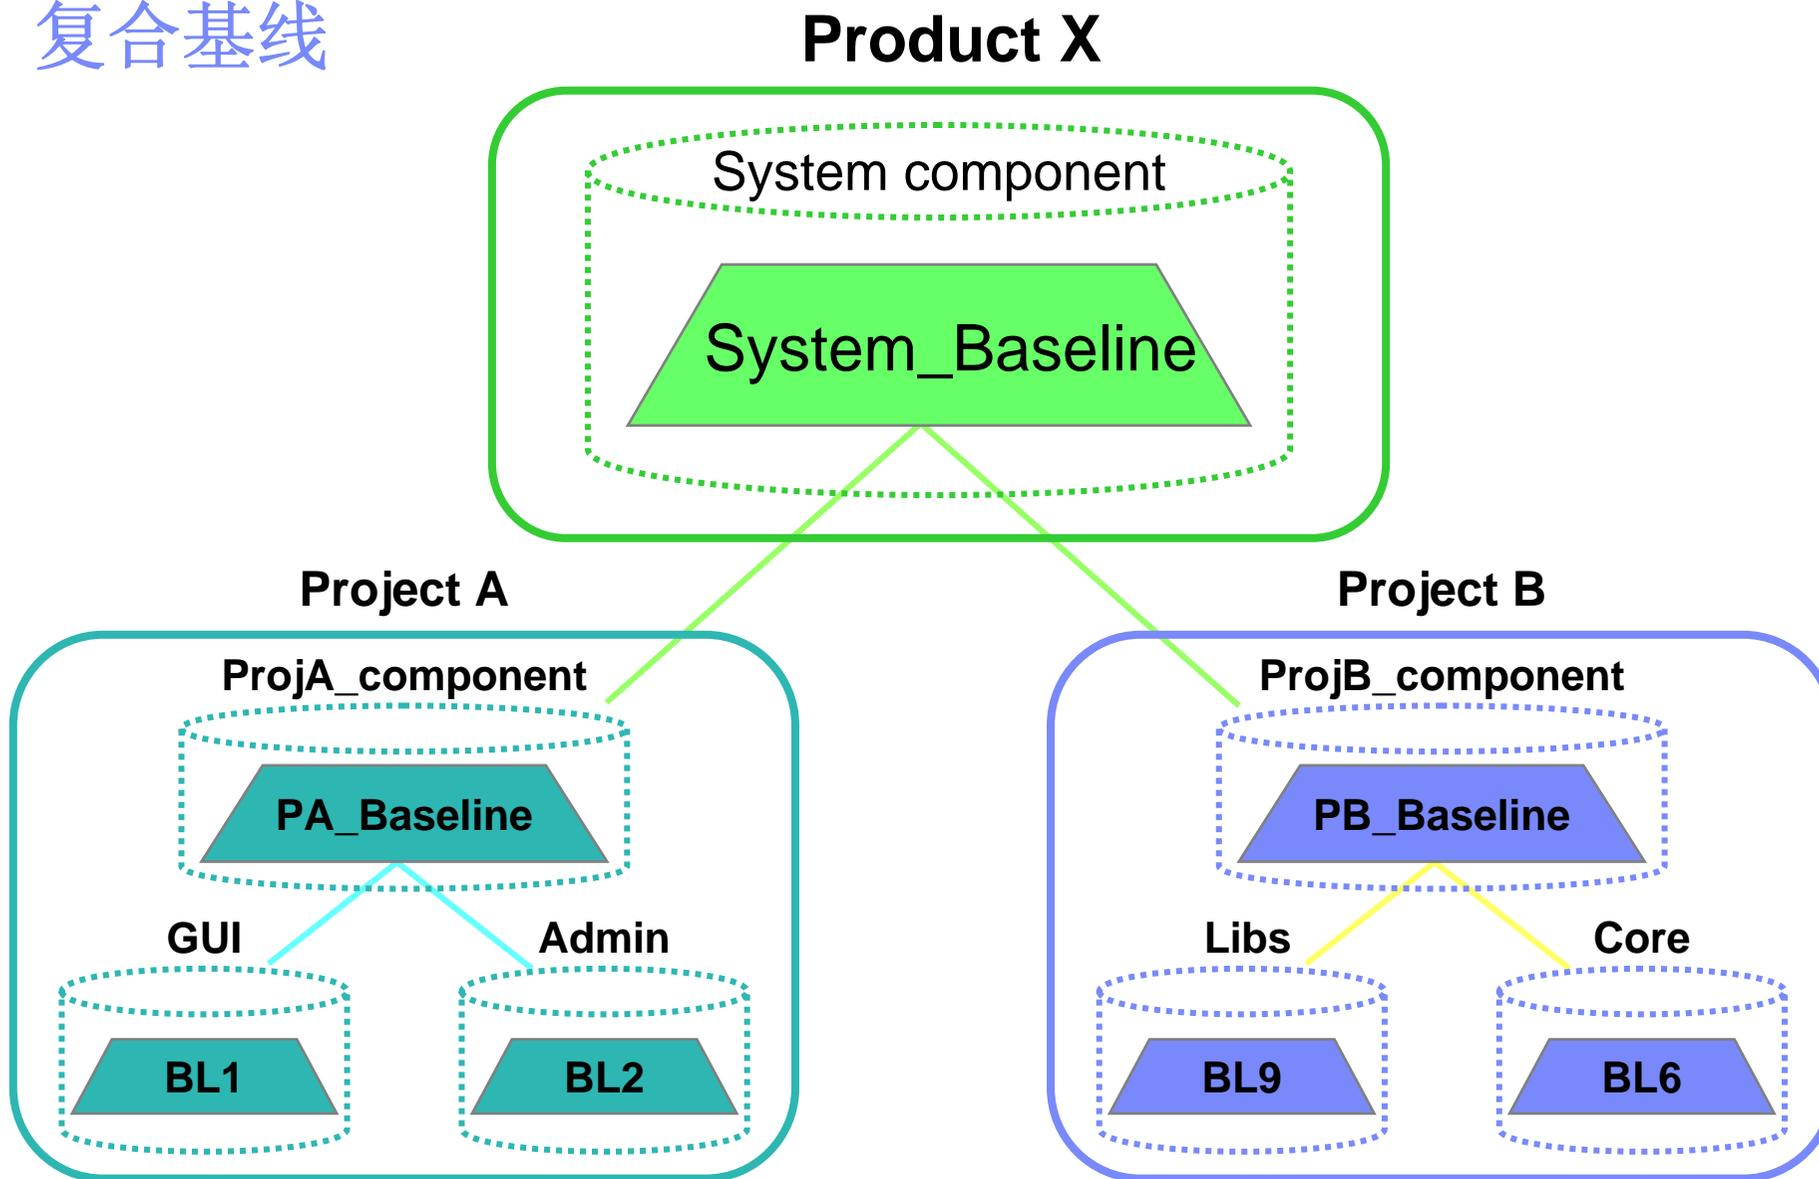 复合基线
Product X
System component
System_Baseline
Project A
Project B
ProjA_component
ProjB_component
PA_Baseline
PB_Baseline
GUI
Admin
Libs
Core
BL1
BL2
BL9
BL6